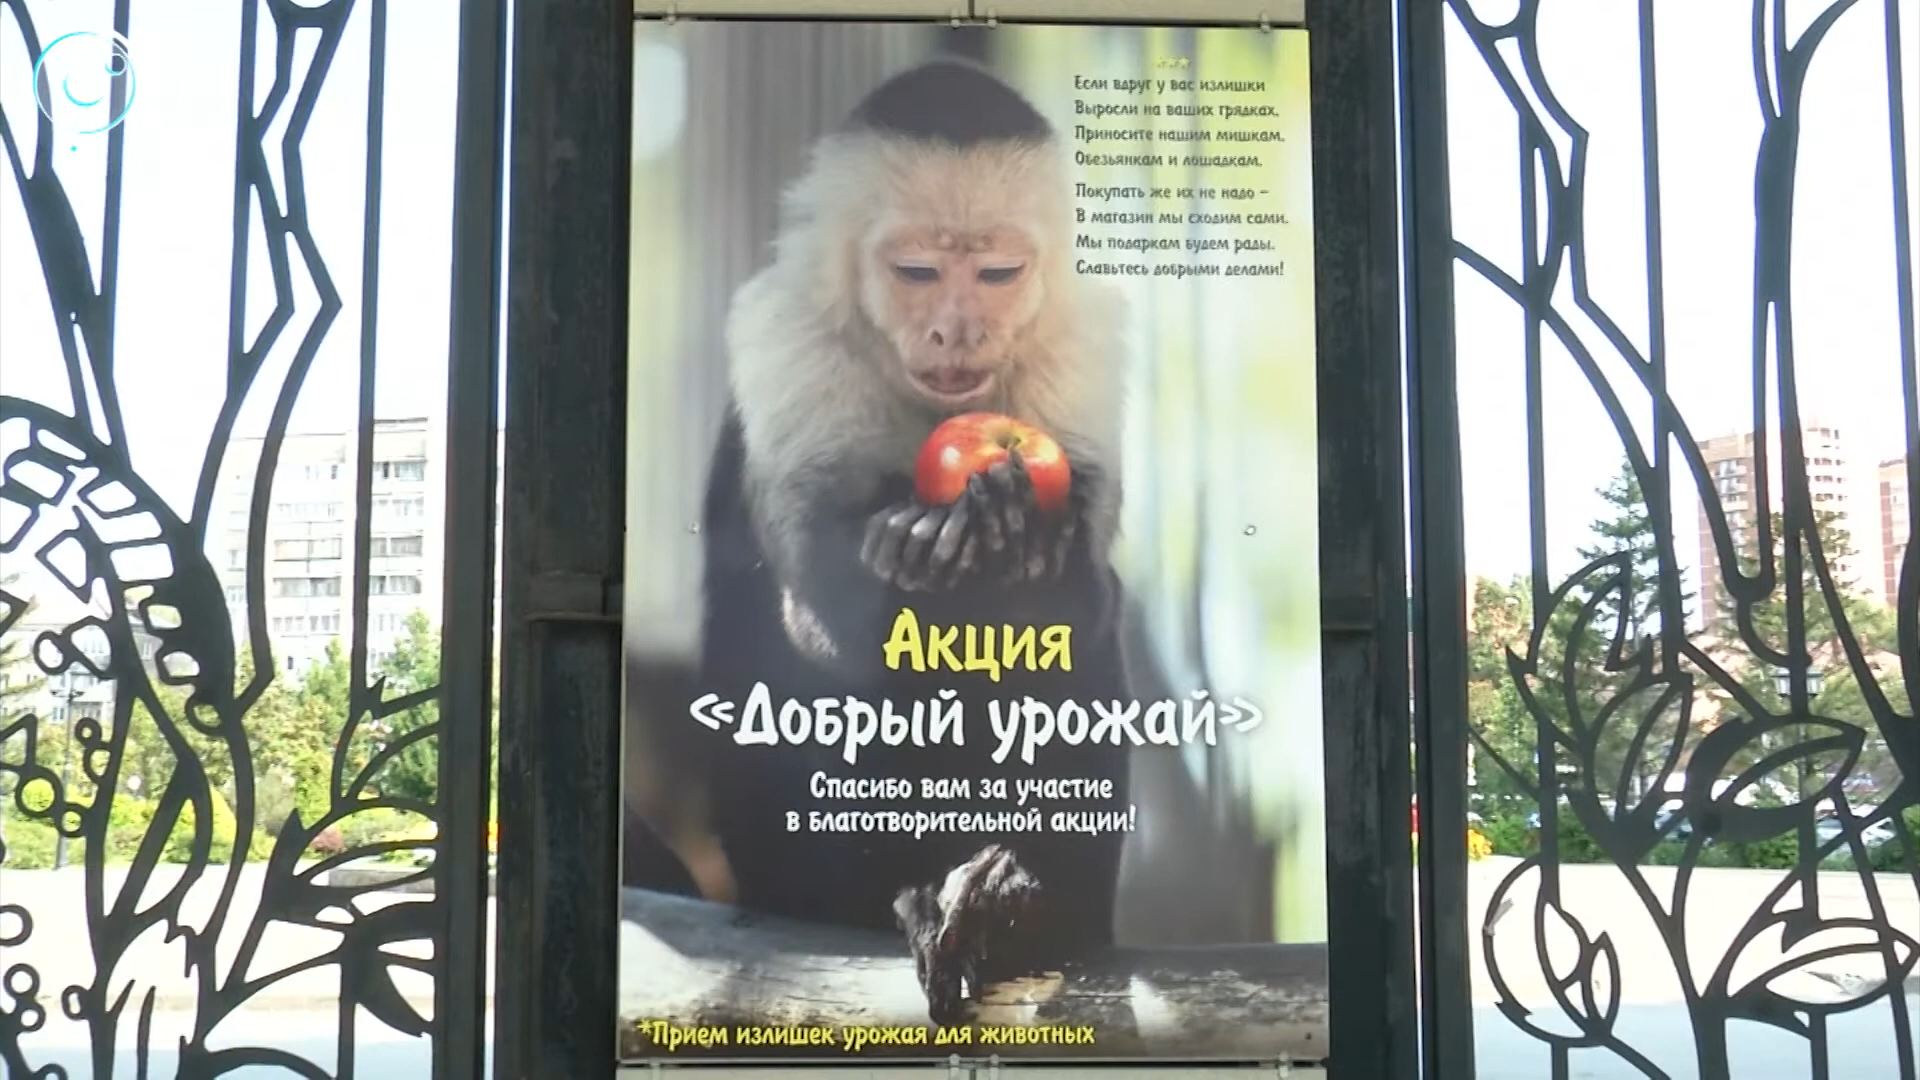 ***
Если вдруг у вас излишки
Выросли на ваших грядках,
Приносите нашим мишкам,
Обезьянкам и лошадкам.
Покупать же их не надо –
В магазин мы сходим сами.
Мы подаркам будем рады.
Славьтесь добрыми делами!
Акция
«Добрый урожай»
Спасибо вам за участие
в благотворительной акции!
*Прием излишек урожая для животных